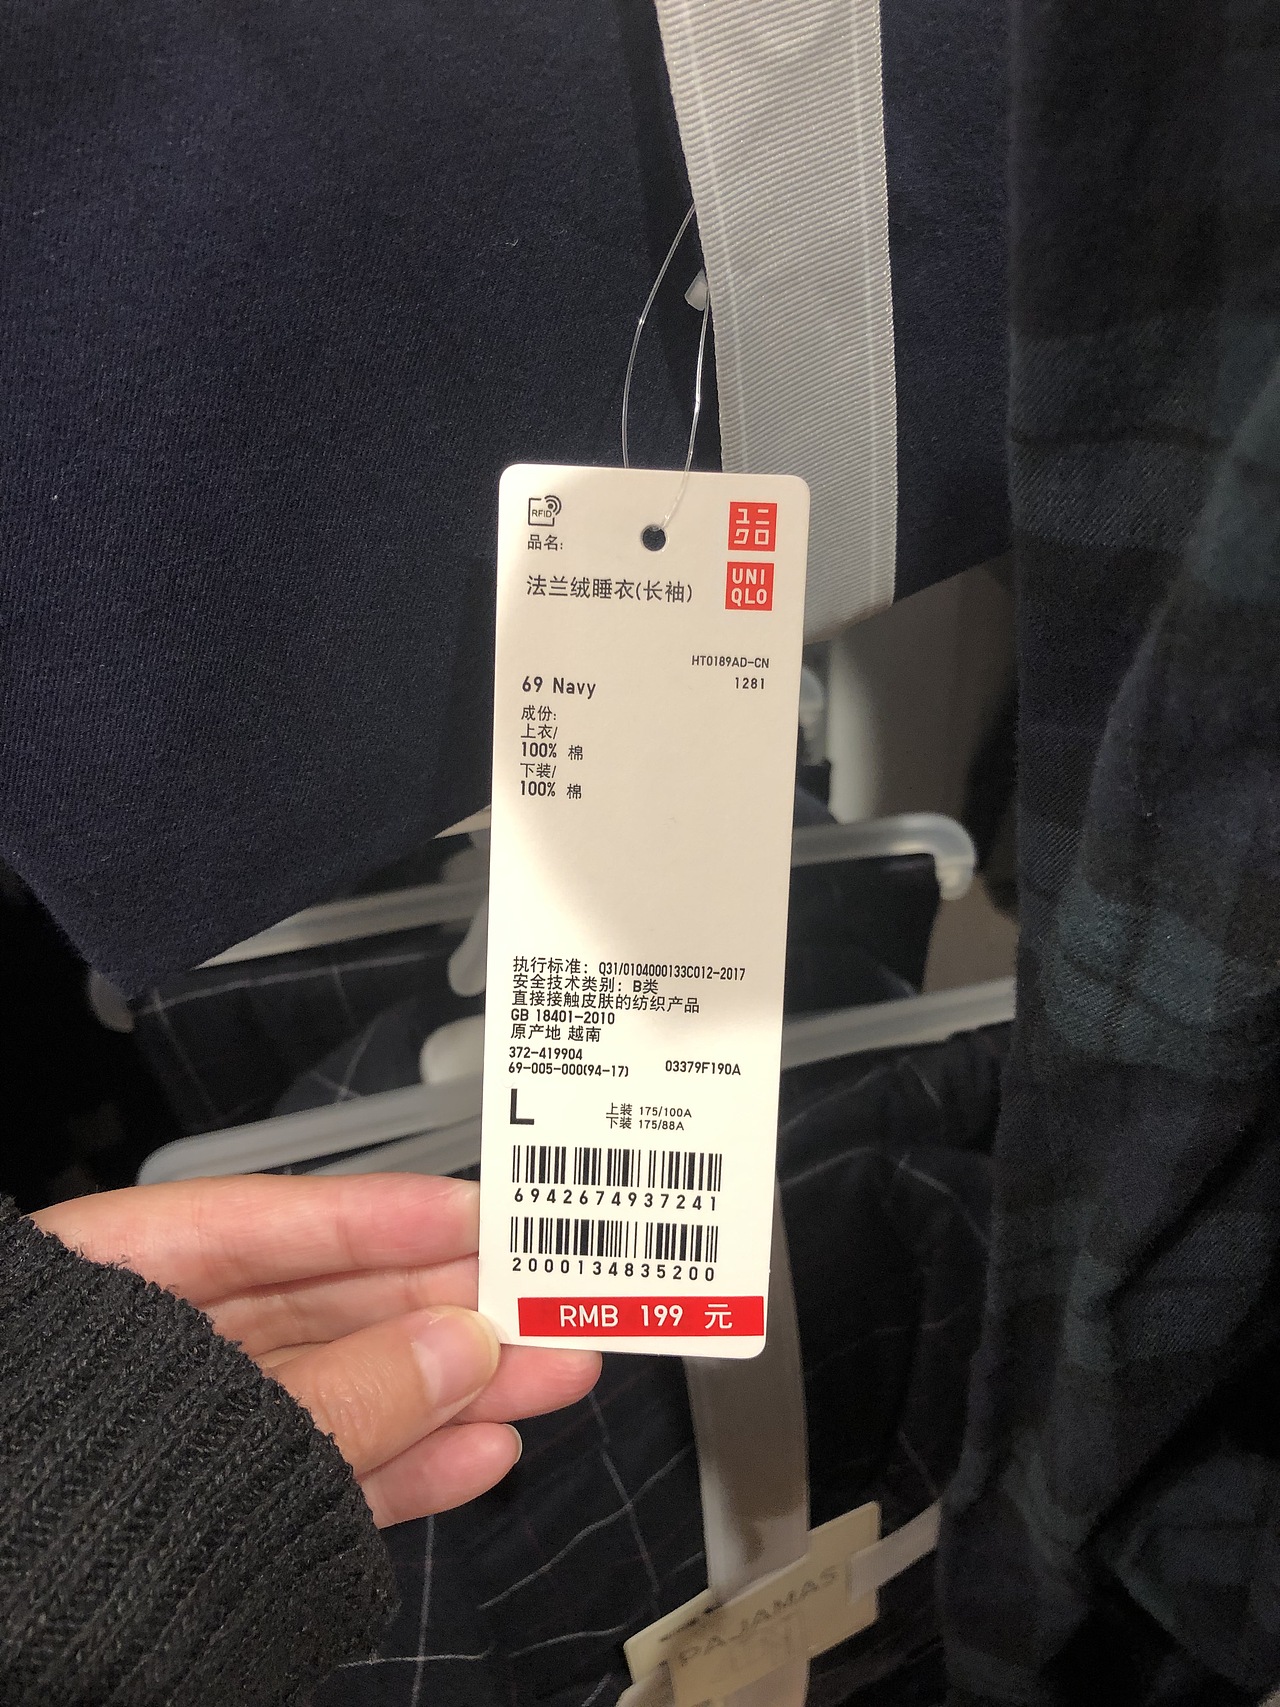 RFID
品名:
ユニ
クロ
UNI
QLO
法兰绒睡衣(长袖)
HT0189AD-CN
69 Navy
1281
成份:
上衣/
100% 棉
下装/
100% 棉
执行标准: Q31/0104000133C012-2017
安全技术类别: B类
直接接触皮肤的纺织产品
GB 18401-2010
原产地 越南
372-419904
69-005-000(94-17)
03379F190A
L
上装 175/100A
下装 175/88A
6942674937241
2000134835200
RMB 199 元
PAJAMAS